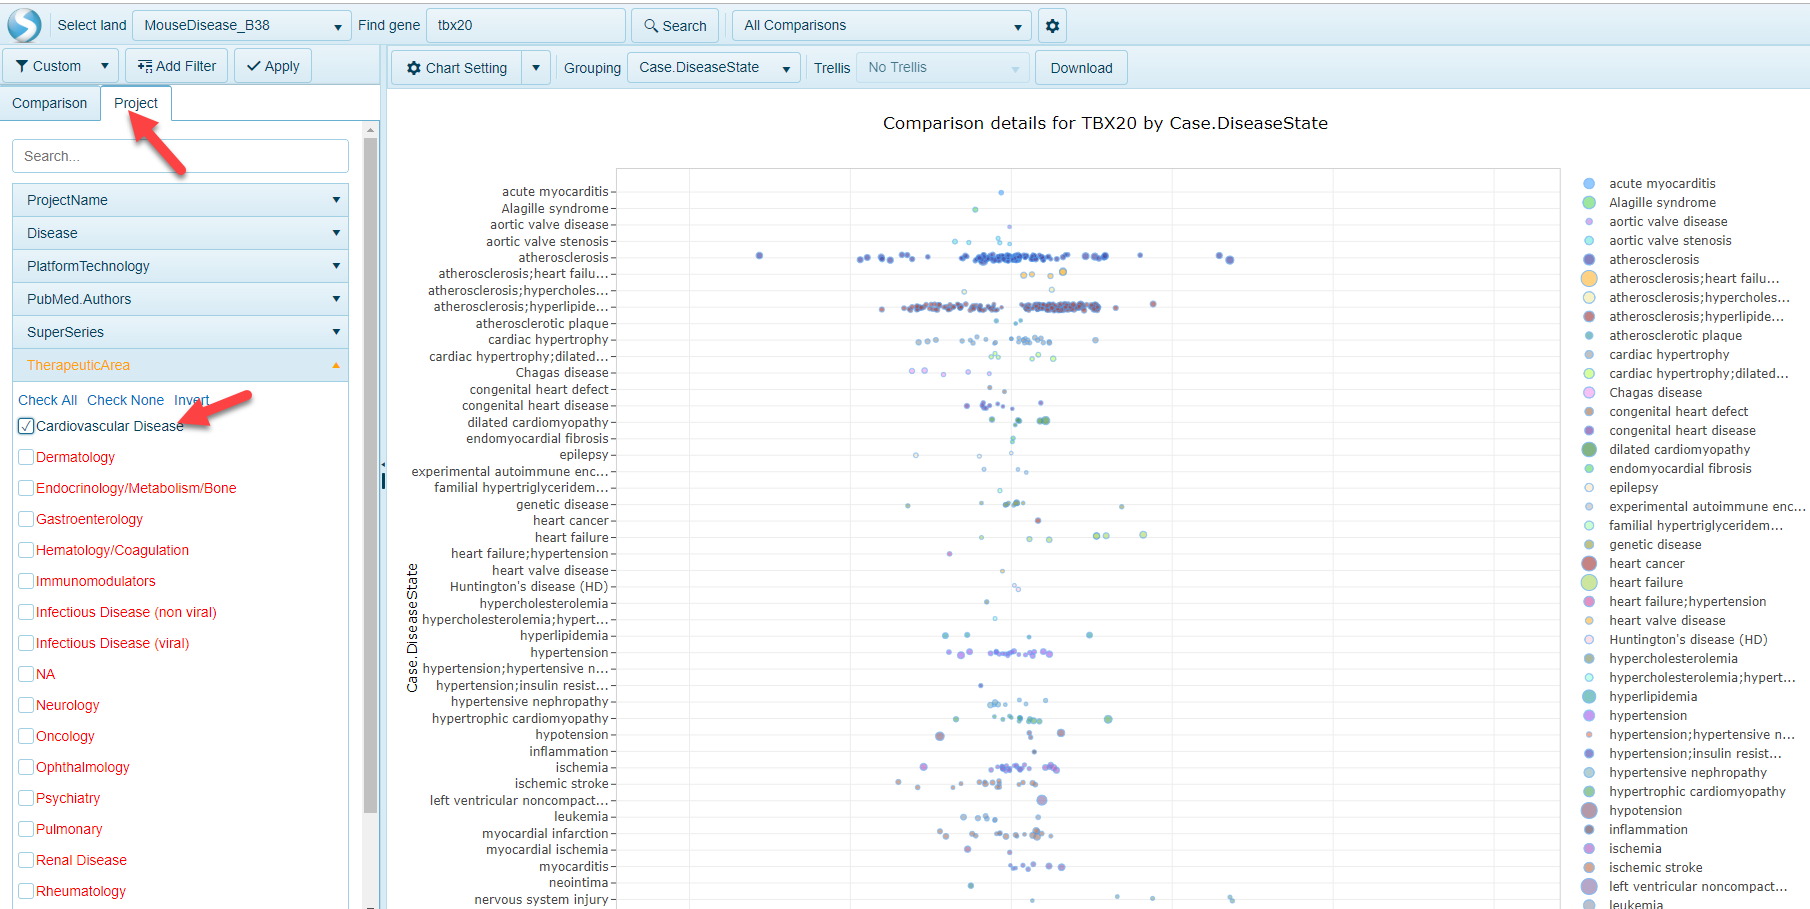 Select land MouseDisease_B38 Find gene tbx20 Search All Comparisons
Custom Add Filter Apply Chart Setting Grouping Case.DiseaseState Trellis No Trellis Download
Comparison Project
Search...
ProjectName
Disease
PlatformTechnology
PubMed.Authors
SuperSeries
TherapeuticArea
Check All Check None Invert
Cardiovascular Disease
Dermatology
Endocrinology/Metabolism/Bone
Gastroenterology
Hematology/Coagulation
Immunomodulators
Infectious Disease (non viral)
Infectious Disease (viral)
NA
Neurology
Oncology
Ophthalmology
Psychiatry
Pulmonary
Renal Disease
Rheumatology
Comparison details for TBX20 by Case.DiseaseState
Case.DiseaseState
acute myocarditis
Alagille syndrome
aortic valve disease
aortic valve stenosis
atherosclerosis
atherosclerosis;heart failu...
atherosclerosis;hypercholes...
atherosclerosis;hyperlipide...
atherosclerotic plaque
cardiac hypertrophy
cardiac hypertrophy;dilated...
Chagas disease
congenital heart defect
congenital heart disease
dilated cardiomyopathy
endomyocardial fibrosis
epilepsy
experimental autoimmune enc...
familial hypertriglyceridem...
genetic disease
heart cancer
heart failure
heart failure;hypertension
heart valve disease
Huntington's disease (HD)
hypercholesterolemia
hypercholesterolemia;hypert...
hyperlipidemia
hypertension
hypertension;hypertensive n...
hypertension;insulin resist...
hypertensive nephropathy
hypertrophic cardiomyopathy
hypotension
inflammation
ischemia
ischemic stroke
left ventricular noncompact...
leukemia
myocardial infarction
myocardial ischemia
myocarditis
neointima
nervous system injury
acute myocarditis
Alagille syndrome
aortic valve disease
aortic valve stenosis
atherosclerosis
atherosclerosis;heart failu...
atherosclerosis;hypercholes...
atherosclerosis;hyperlipide...
atherosclerotic plaque
cardiac hypertrophy
cardiac hypertrophy;dilated...
Chagas disease
congenital heart defect
congenital heart disease
dilated cardiomyopathy
endomyocardial fibrosis
epilepsy
experimental autoimmune enc...
familial hypertriglyceridem...
genetic disease
heart cancer
heart failure
heart failure;hypertension
heart valve disease
Huntington's disease (HD)
hypercholesterolemia
hypercholesterolemia;hypert...
hyperlipidemia
hypertension
hypertension;hypertensive n...
hypertension;insulin resist...
hypertensive nephropathy
hypertrophic cardiomyopathy
hypotension
inflammation
ischemia
ischemic stroke
left ventricular noncompact...
leukemia